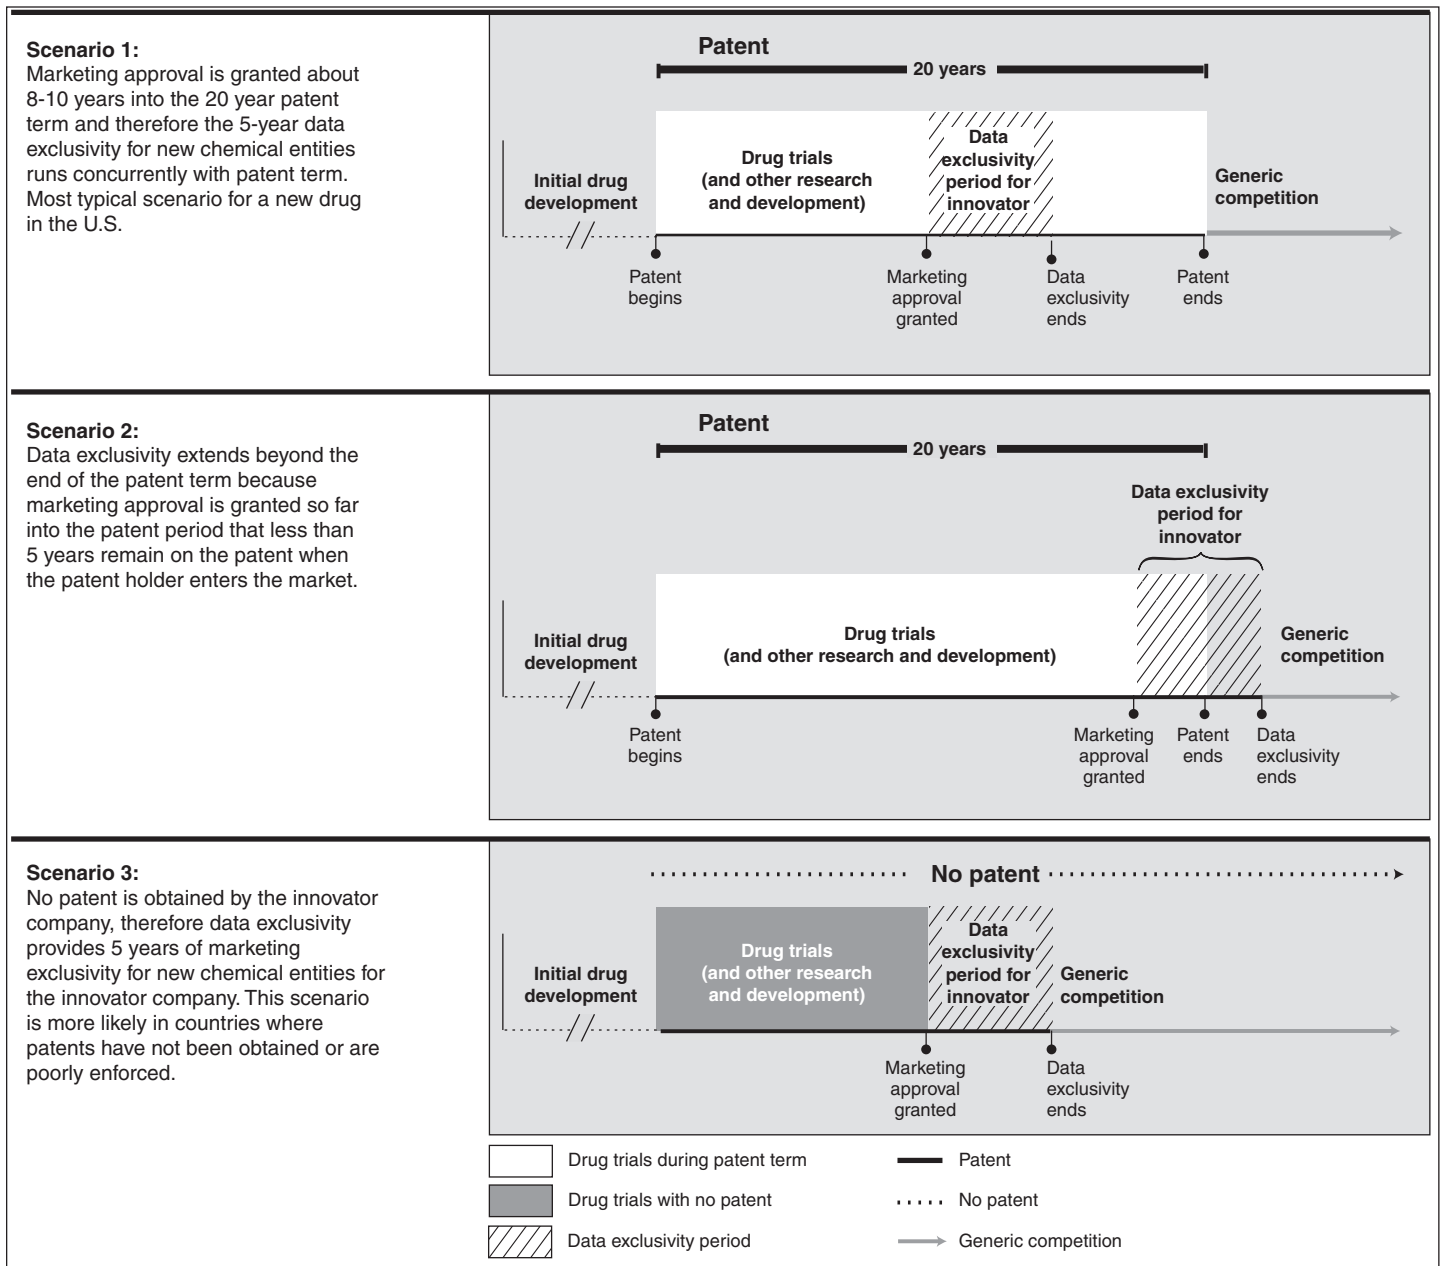 Scenario 1:
Marketing approval is granted about
8-10 years into the 20 year patent
term and therefore the 5-year data
exclusivity for new chemical entities
runs concurrently with patent term.
Most typical scenario for a new drug
in the U.S.
Patent
20 years
Initial drug
development
Drug trials
(and other research
and development)
Data
exclusivity
period for
innovator
Generic
competition
Patent
begins
Marketing
approval
granted
Data
exclusivity
ends
Patent
ends
Scenario 2:
Data exclusivity extends beyond the
end of the patent term because
marketing approval is granted so far
into the patent period that less than
5 years remain on the patent when
the patent holder enters the market.
Patent
20 years
Data exclusivity
period for
innovator
Initial drug
development
Drug trials
(and other research and development)
Generic
competition
Patent
begins
Marketing
approval
granted
Patent
ends
Data
exclusivity
ends
Scenario 3:
No patent is obtained by the innovator
company, therefore data exclusivity
provides 5 years of marketing
exclusivity for new chemical entities for
the innovator company. This scenario
is more likely in countries where
patents have not been obtained or are
poorly enforced.
No patent
Initial drug
development
Drug trials
(and other research
and development)
Data
exclusivity
period for
innovator
Generic
competition
Marketing
approval
granted
Data
exclusivity
ends
Drug trials during patent term
Patent
Drug trials with no patent
No patent
Data exclusivity period
Generic competition